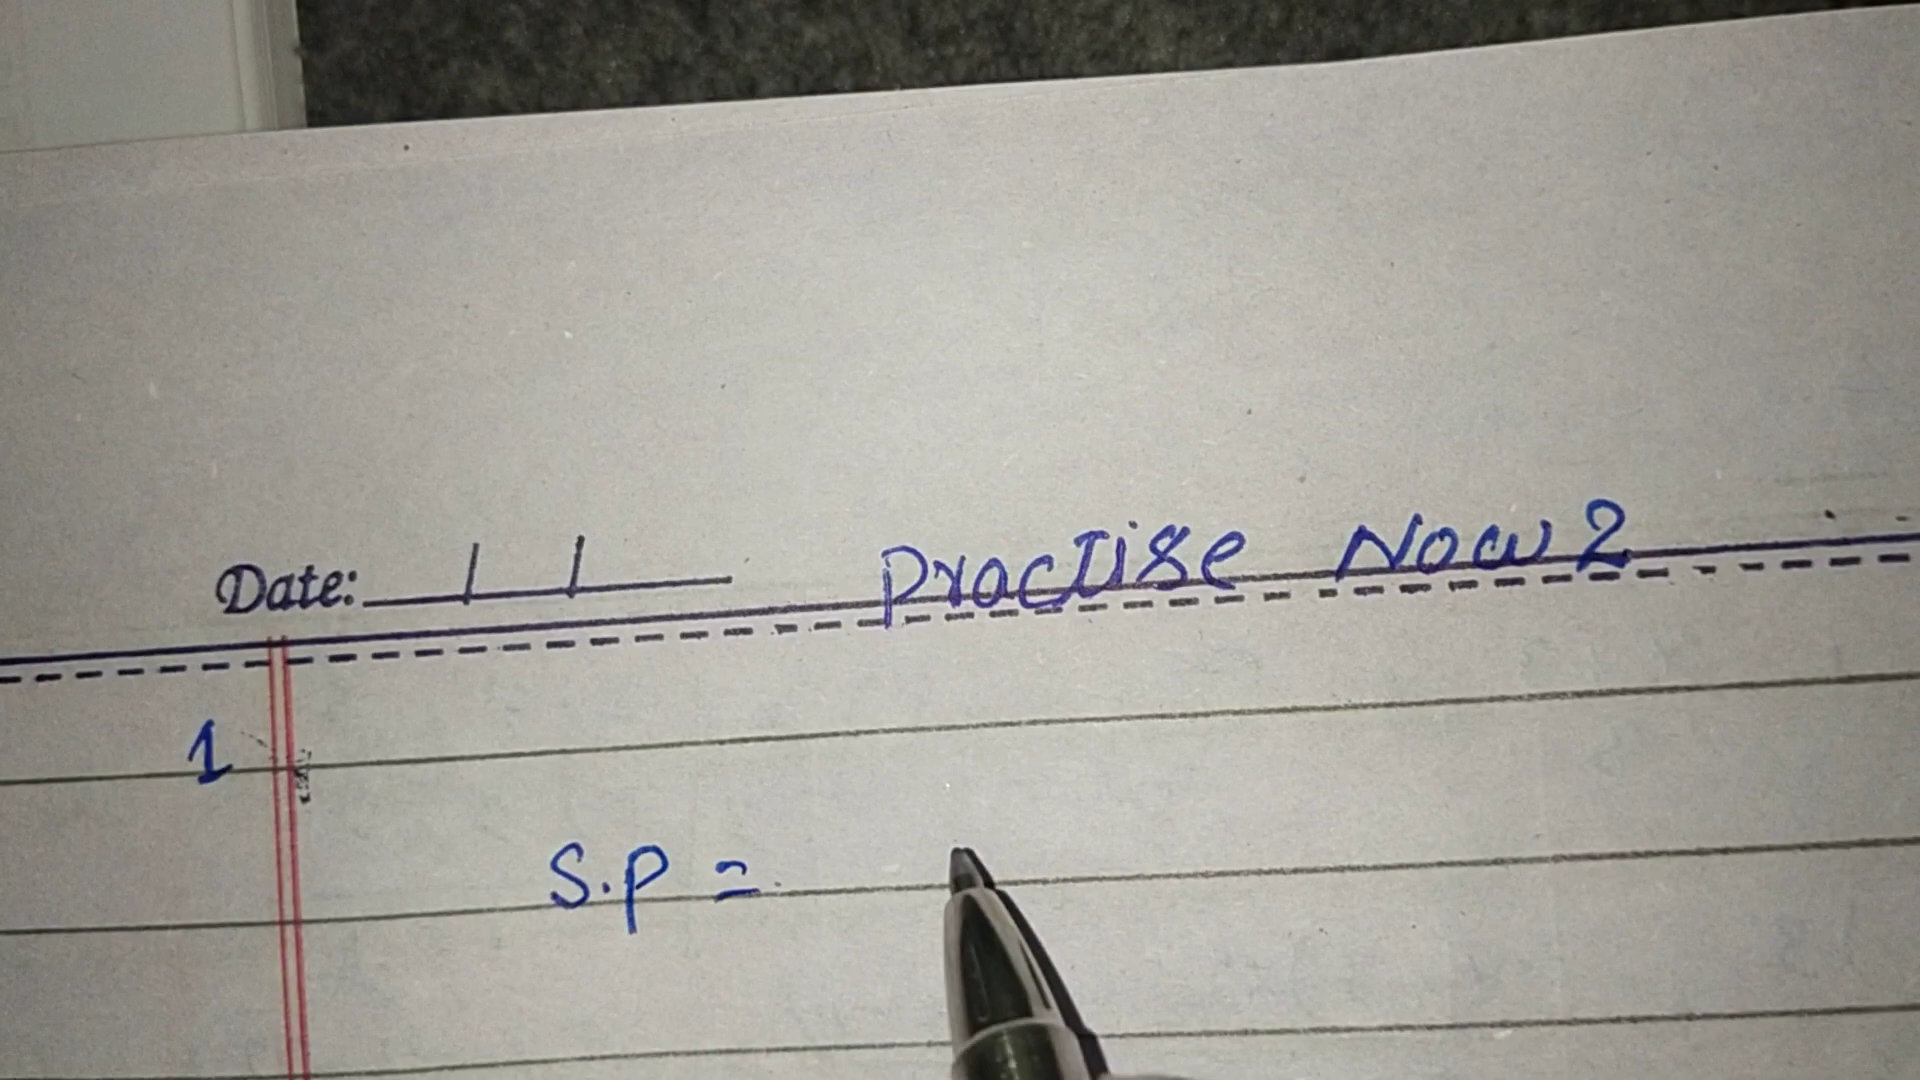 Date: / / Practise Now 2
1
S.P =